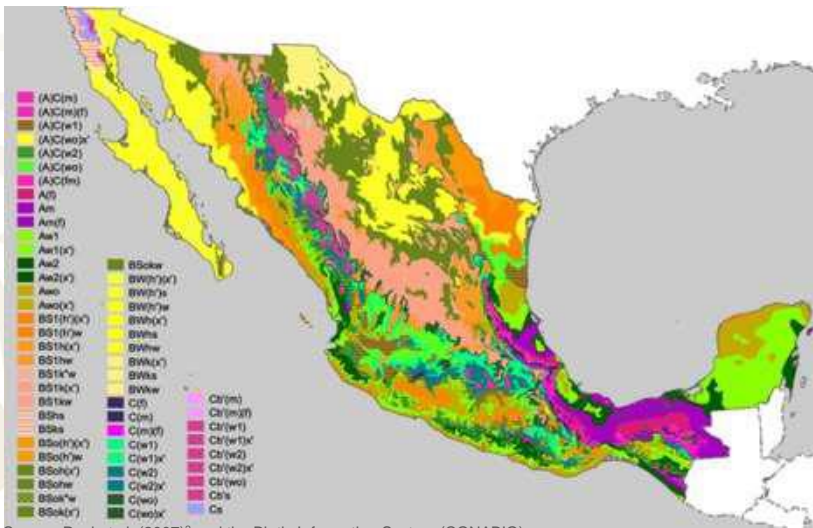 (A)C(m)
(A)C(m)(f)
(A)C(w1)
(A)C(wo)x'
(A)C(w2)
(A)C(wo)
(A)C(fm)
A(f)
Am
Am(f)
Aw1
Aw1(x')
Aw2
Aw2(x')
Awo
Awo(x')
BS1(h')(x')
BS1(h')w
BS1h(x')
BS1hw
BS1k"w
BS1k(x')
BS1kw
BShs
BSks
BSo(h')(x')
BSo(h')w
BSoh(x')
BSohw
BSok"w
BSok(x')
BSokw
BW(h')(x')
BW(h')s
BW(h')w
BWh(x')
BWhs
BWhw
BWk(x')
BWks
BWkw
C(f)
C(m)
C(m)(f)
C(w1)
C(w1)x'
C(w2)
C(w2)x'
C(wo)
C(wo)x'
Cb'(m)
Cb'(m)(f)
Cb'(w1)
Cb'(w1)x'
Cb'(w2)
Cb'(w2)x'
Cb'(wo)
Cb's
Cs